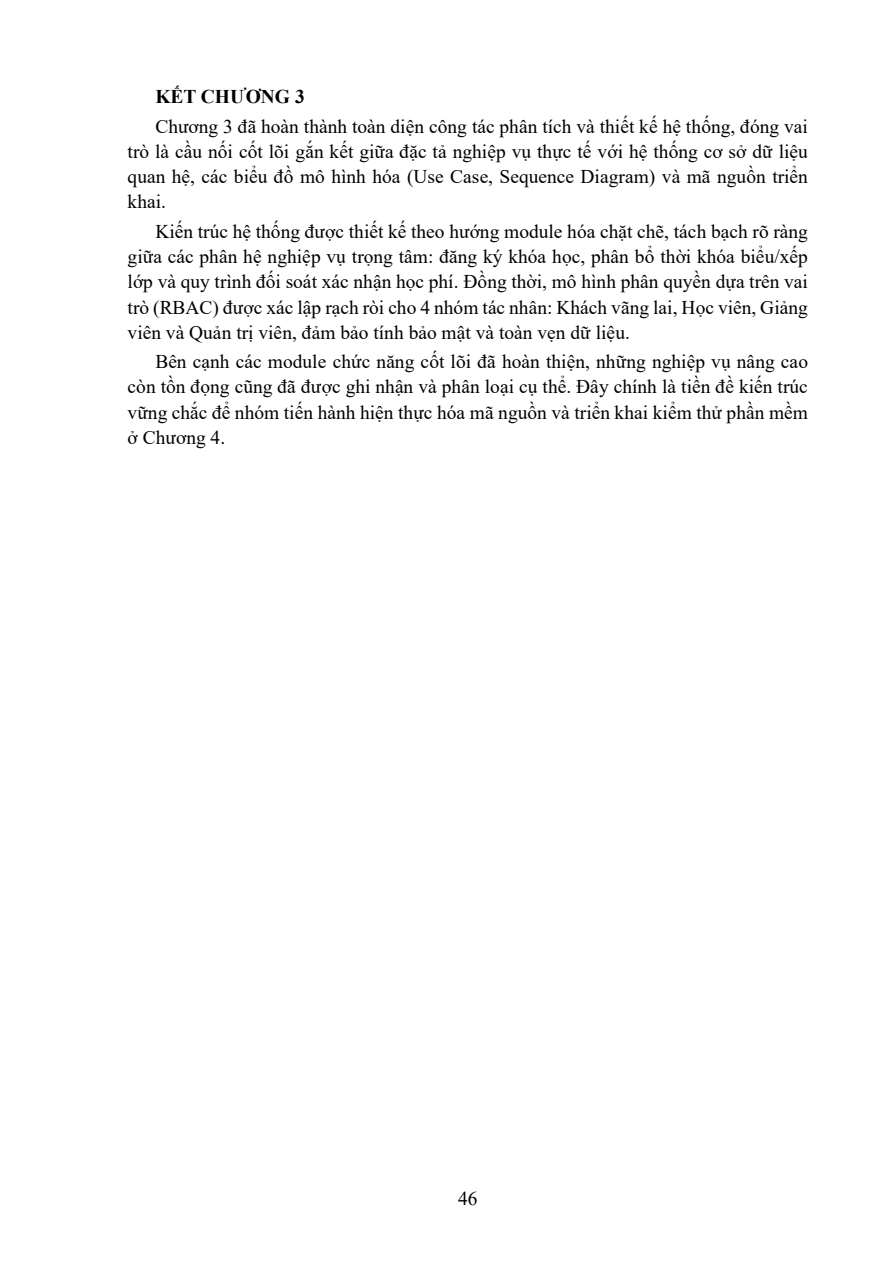 KẾT CHƯƠNG 3
Chương 3 đã hoàn thành toàn diện công tác phân tích và thiết kế hệ thống, đóng vai
trò là cầu nối cốt lõi gắn kết giữa đặc tả nghiệp vụ thực tế với hệ thống cơ sở dữ liệu
quan hệ, các biểu đồ mô hình hóa (Use Case, Sequence Diagram) và mã nguồn triển
khai.
Kiến trúc hệ thống được thiết kế theo hướng module hóa chặt chẽ, tách bạch rõ ràng
giữa các phân hệ nghiệp vụ trọng tâm: đăng ký khóa học, phân bổ thời khóa biểu/xếp
lớp và quy trình đối soát xác nhận học phí. Đồng thời, mô hình phân quyền dựa trên vai
trò (RBAC) được xác lập rạch ròi cho 4 nhóm tác nhân: Khách vãng lai, Học viên, Giảng
viên và Quản trị viên, đảm bảo tính bảo mật và toàn vẹn dữ liệu.
Bên cạnh các module chức năng cốt lõi đã hoàn thiện, những nghiệp vụ nâng cao
còn tồn đọng cũng đã được ghi nhận và phân loại cụ thể. Đây chính là tiền đề kiến trúc
vững chắc để nhóm tiến hành hiện thực hóa mã nguồn và triển khai kiểm thử phần mềm
ở Chương 4.
46